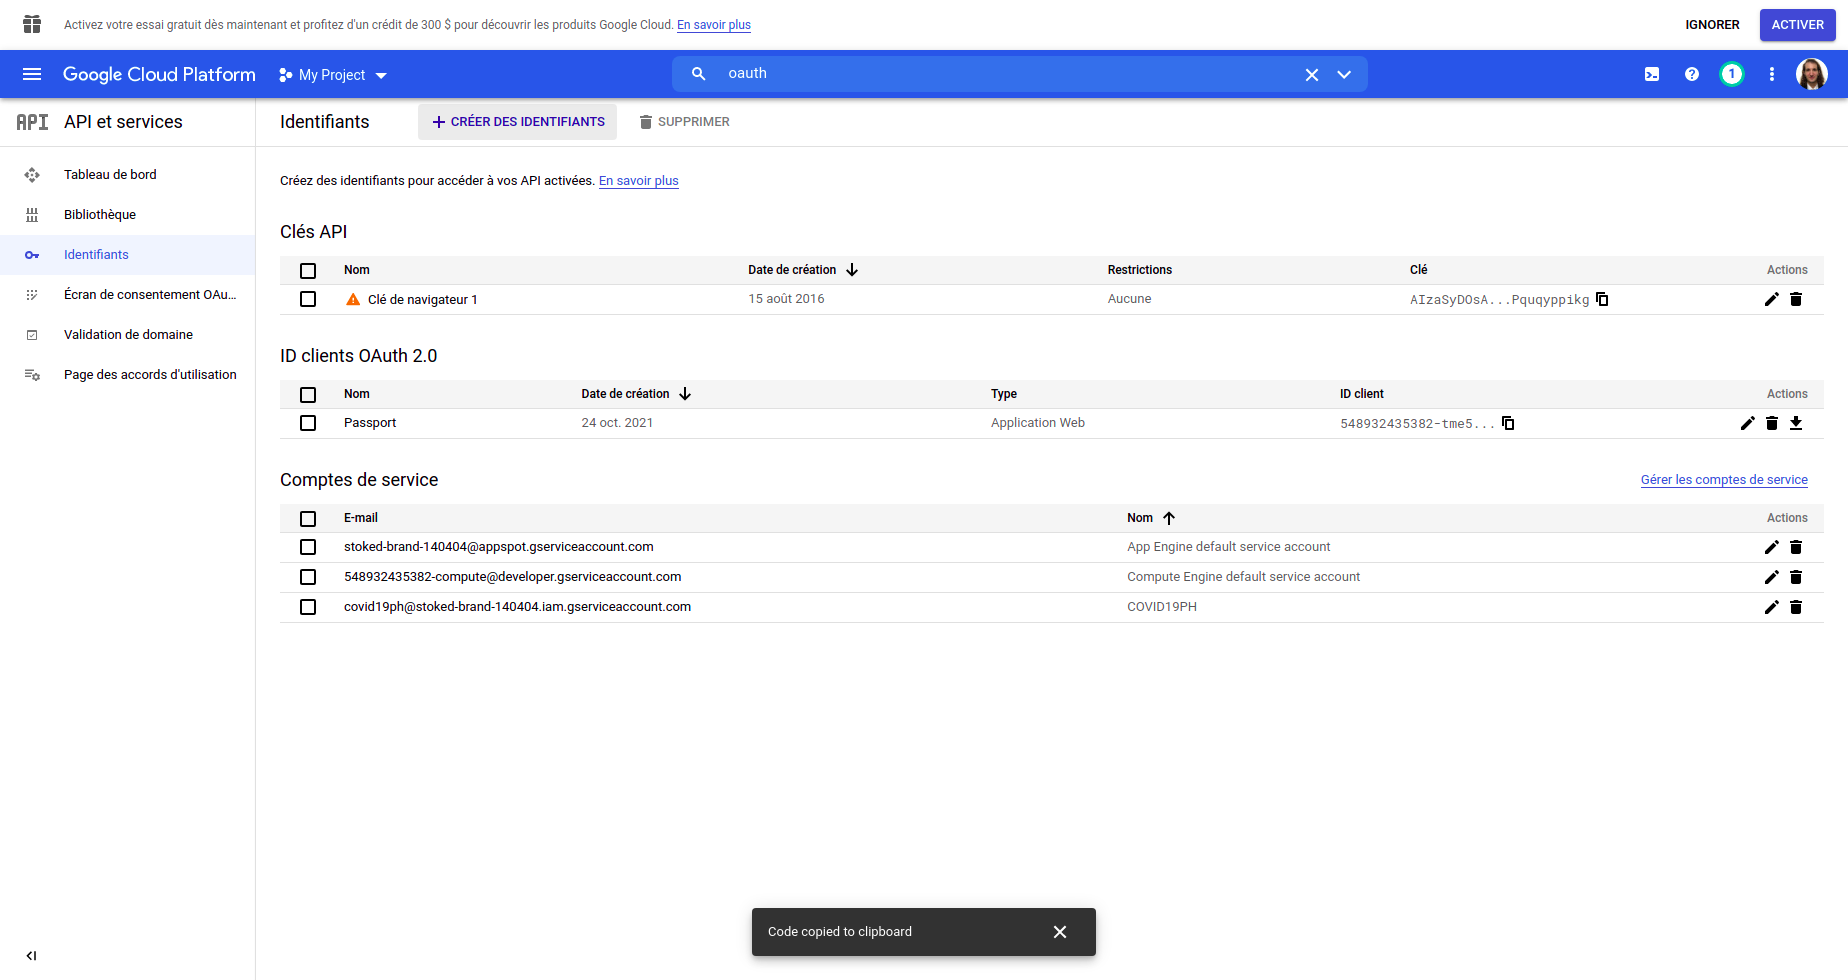 Activez votre essai gratuit dès maintenant et profitez d'un crédit de 300 $ pour découvrir les produits Google Cloud. En savoir plus
IGNORER
ACTIVER
Google Cloud Platform
My Project
oauth
1
API
API et services
Identifiants
CRÉER DES IDENTIFIANTS
SUPPRIMER
Tableau de bord
Bibliothèque
Identifiants
Écran de consentement OAu...
Validation de domaine
Page des accords d'utilisation
Créez des identifiants pour accéder à vos API activées. En savoir plus
Clés API
Nom Date de création Restrictions Clé Actions
Clé de navigateur 1 15 août 2016 Aucune AIzaSyDOsA...Pquqyppikg
ID clients OAuth 2.0
Nom Date de création Type ID client Actions
Passport 24 oct. 2021 Application Web 548932435382-tme5...
Comptes de service
Gérer les comptes de service
E-mail Nom Actions
stoked-brand-140404@appspot.gserviceaccount.com App Engine default service account
548932435382-compute@developer.gserviceaccount.com Compute Engine default service account
covid19ph@stoked-brand-140404.iam.gserviceaccount.com COVID19PH
Code copied to clipboard